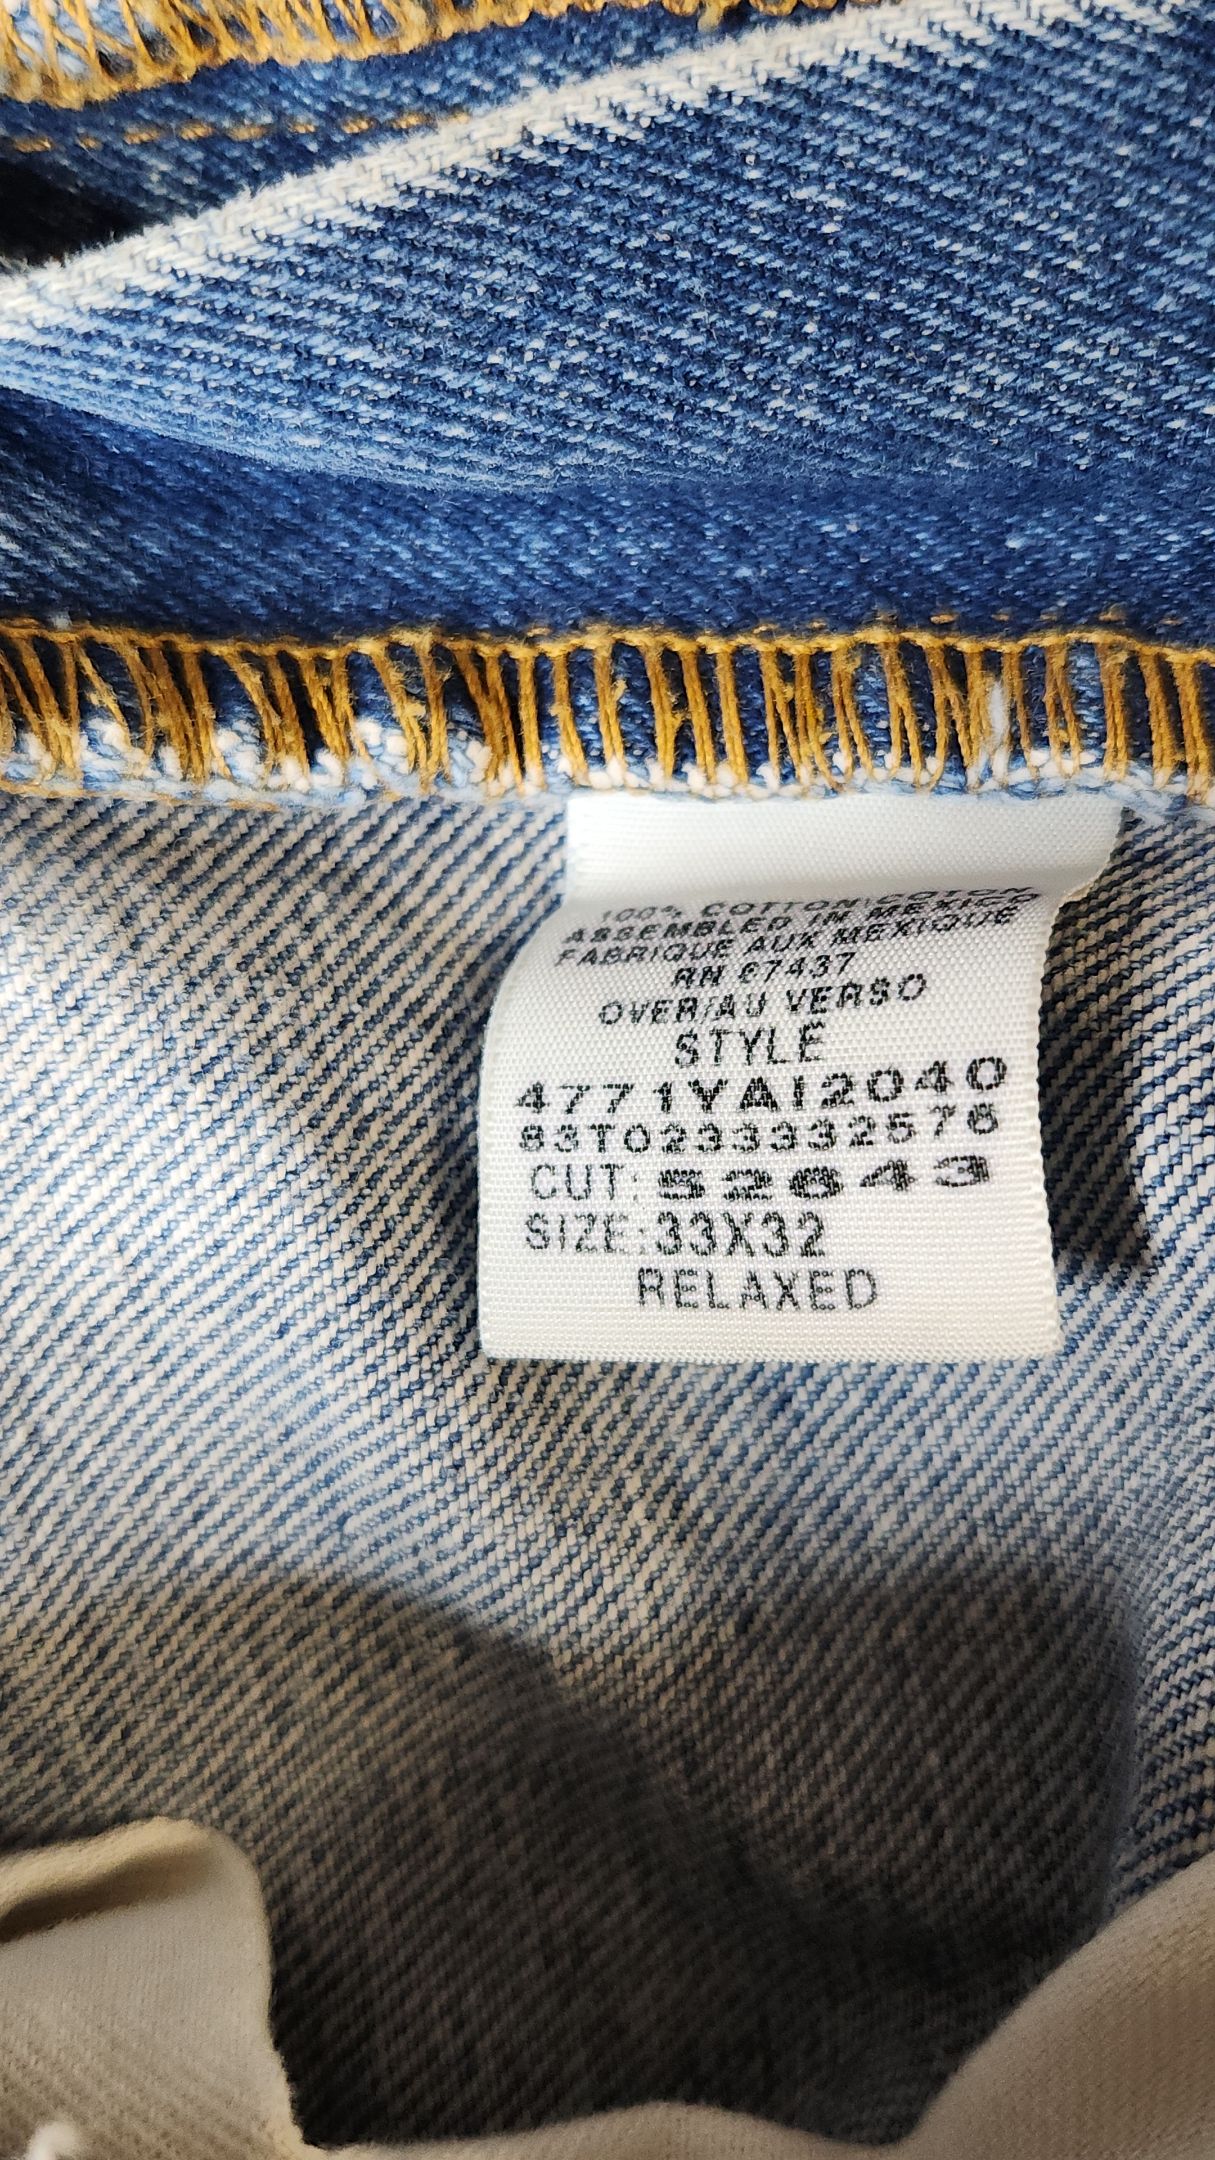 100% COTTON/COTON
ASSEMBLED IN MEXICO
FABRIQUE AUX MEXIQUE
RN 67437
OVER/AU VERSO
STYLE
4771YAI2040
93T0233332576
CUT: 52643
SIZE:33X32
RELAXED